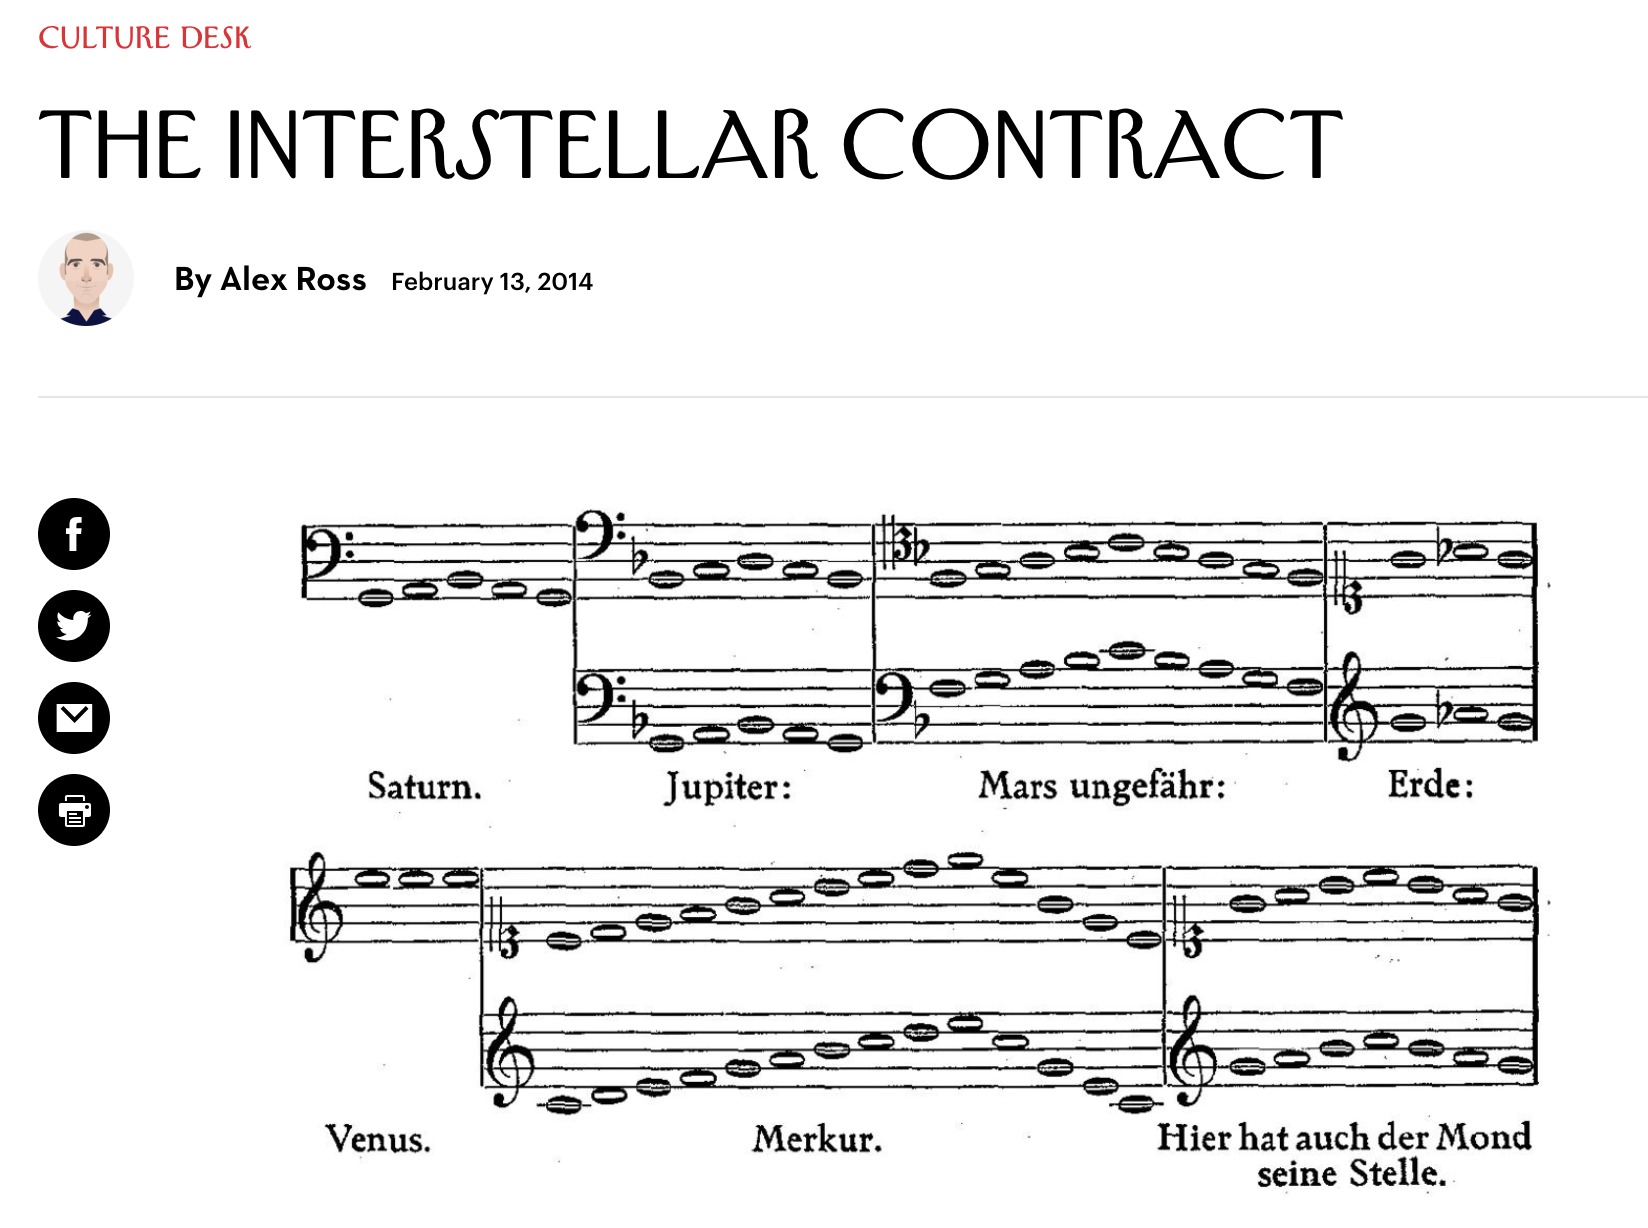 CULTURE DESK
THE INTERSTELLAR CONTRACT
By Alex Ross February 13, 2014
Saturn. Jupiter: Mars ungefähr: Erde:
Venus. Merkur. Hier hat auch der Mond
seine Stelle.